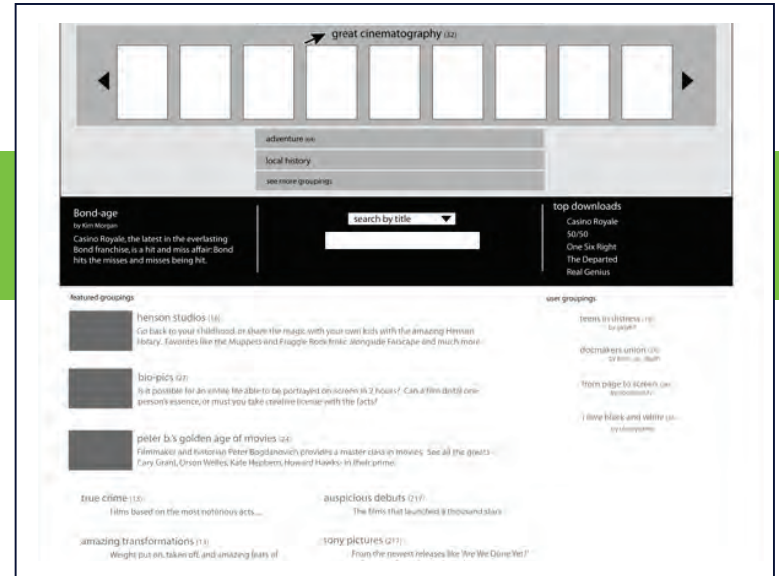 great cinematography (32)
adventure
local history
see more groupings
Bond-age
by Kim Morgan
Casino Royale, the latest in the everlasting
Bond franchise, is a hit and miss affair: Bond
hits the misses and misses being hit.
search by title
top downloads
Casino Royale
50/50
One Six Right
The Departed
Real Genius
featured groupings
henson studios
Go back to your childhood, or share the magic with your own kids with the amazing Henson
library. Favorites like the Muppets and Fraggle Rock frolic alongside Farscape and much more
bio-pics (27)
Is it possible for an entire life able to be portrayed on screen in 2 hours? Can a film distill one
person's essence, or must you take creative license with the facts?
peter b.'s golden age of movies (24)
Filmmaker and historian Peter Bogdanovich provides a master class in movies. See all the greats -
Cary Grant, Orson Welles, Kate Hepburn, Howard Hawks- in their prime.
true crime (13)
Films based on the most notorious acts....
amazing transformations (13)
Weight put on, taken off, and amazing feats of
auspicious debuts (217)
The films that launched a thousand stars
sony pictures (217)
From the newest releases like 'Are We Done Yet?'
user groupings
teens in distress
docmakers union
from page to screen
i love black and white